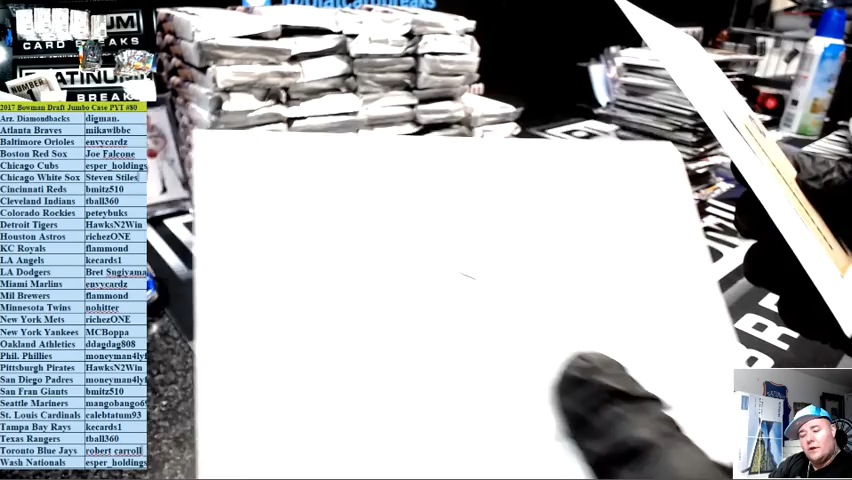 CARD BREAKS
PLATINUM
BREAK
NUMBER
2017 Bowman Draft Jumbo Case PYT #80
Arz. Diamondbacks digman.
Atlanta Braves mikawlbbc
Baltimore Orioles envycardz
Boston Red Sox Joe Falcone
Chicago Cubs esper_holdings
Chicago White Sox Steven Stiles
Cincinnati Reds bmitz510
Cleveland Indians tball360
Colorado Rockies peteybuks
Detroit Tigers HawksN2Win
Houston Astros richezONE
KC Royals flammond
LA Angels kecards1
LA Dodgers Bret Sugiyama
Miami Marlins envycardz
Mil Brewers flammond
Minnesota Twins nohitter
New York Mets richezONE
New York Yankees MCBoppa
Oakland Athletics ddagdag808
Phil. Phillies moneyman4lyf
Pittsburgh Pirates HawksN2Win
San Diego Padres moneyman4lyf
San Fran Giants bmitz510
Seattle Mariners mangobango69
St. Louis Cardinals calebtatum93
Tampa Bay Rays kecards1
Texas Rangers tball360
Toronto Blue Jays robert carroll
Wash Nationals esper_holdings